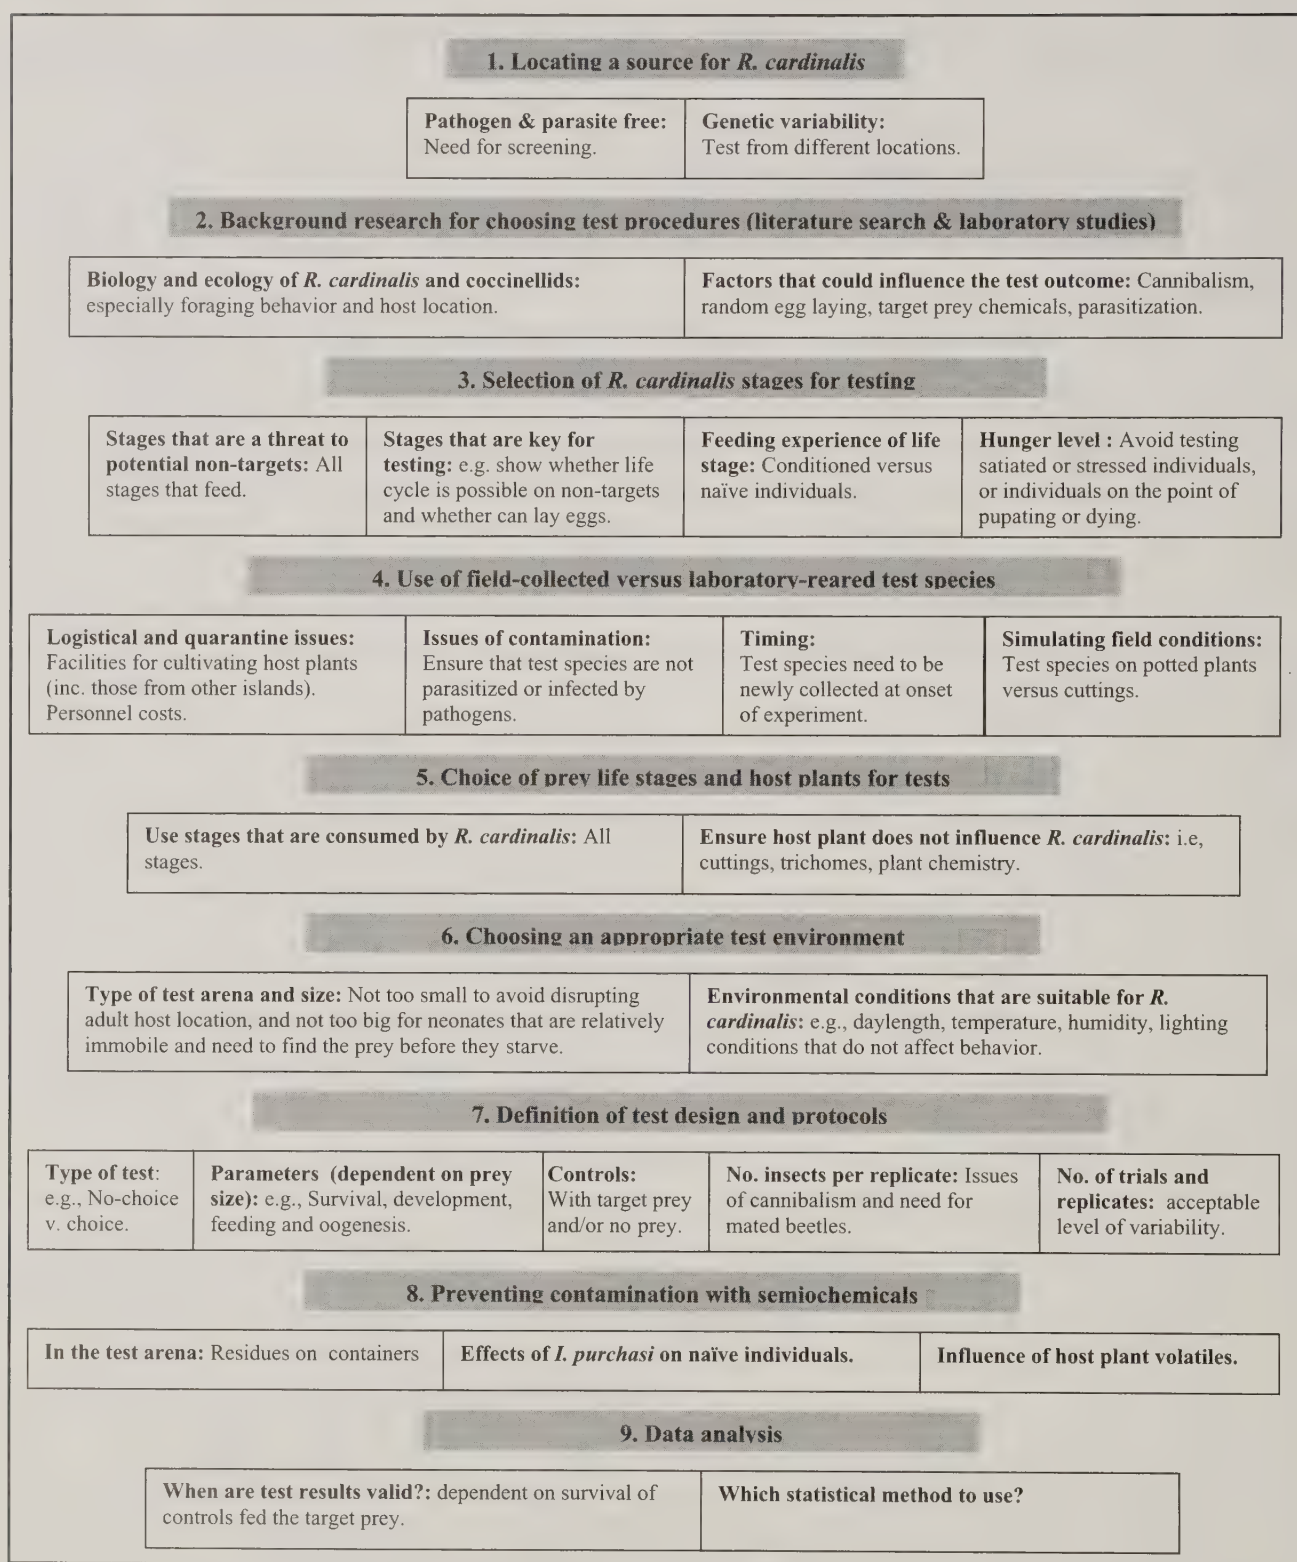 1. Locating a source for R. cardinalis
Pathogen & parasite free:
Need for screening.
Genetic variability:
Test from different locations.
2. Background research for choosing test procedures (literature search & laboratory studies)
Biology and ecology of R. cardinalis and coccinellids:
especially foraging behavior and host location.
Factors that could influence the test outcome: Cannibalism,
random egg laying, target prey chemicals, parasitization.
3. Selection of R. cardinalis stages for testing
Stages that are a threat to
potential non-targets: All
stages that feed.
Stages that are key for
testing: e.g. show whether life
cycle is possible on non-targets
and whether can lay eggs.
Feeding experience of life
stage: Conditioned versus
naïve individuals.
Hunger level : Avoid testing
satiated or stressed individuals,
or individuals on the point of
pupating or dying.
4. Use of field-collected versus laboratory-reared test species
Logistical and quarantine issues:
Facilities for cultivating host plants
(inc. those from other islands).
Personnel costs.
Issues of contamination:
Ensure that test species are not
parasitized or infected by
pathogens.
Timing:
Test species need to be
newly collected at onset
of experiment.
Simulating field conditions:
Test species on potted plants
versus cuttings.
5. Choice of prey life stages and host plants for tests
Use stages that are consumed by R. cardinalis: All
stages.
Ensure host plant does not influence R. cardinalis: i.e,
cuttings, trichomes, plant chemistry.
6. Choosing an appropriate test environment
Type of test arena and size: Not too small to avoid disrupting
adult host location, and not too big for neonates that are relatively
immobile and need to find the prey before they starve.
Environmental conditions that are suitable for R.
cardinalis: e.g., daylength, temperature, humidity, lighting
conditions that do not affect behavior.
7. Definition of test design and protocols
Type of test:
e.g., No-choice
v. choice.
Parameters (dependent on prey
size): e.g., Survival, development,
feeding and oogenesis.
Controls:
With target prey
and/or no prey.
No. insects per replicate: Issues
of cannibalism and need for
mated beetles.
No. of trials and
replicates: acceptable
level of variability.
8. Preventing contamination with semiochemicals
In the test arena: Residues on containers
Effects of I. purchasi on naïve individuals.
Influence of host plant volatiles.
9. Data analysis
When are test results valid?: dependent on survival of
controls fed the target prey.
Which statistical method to use?